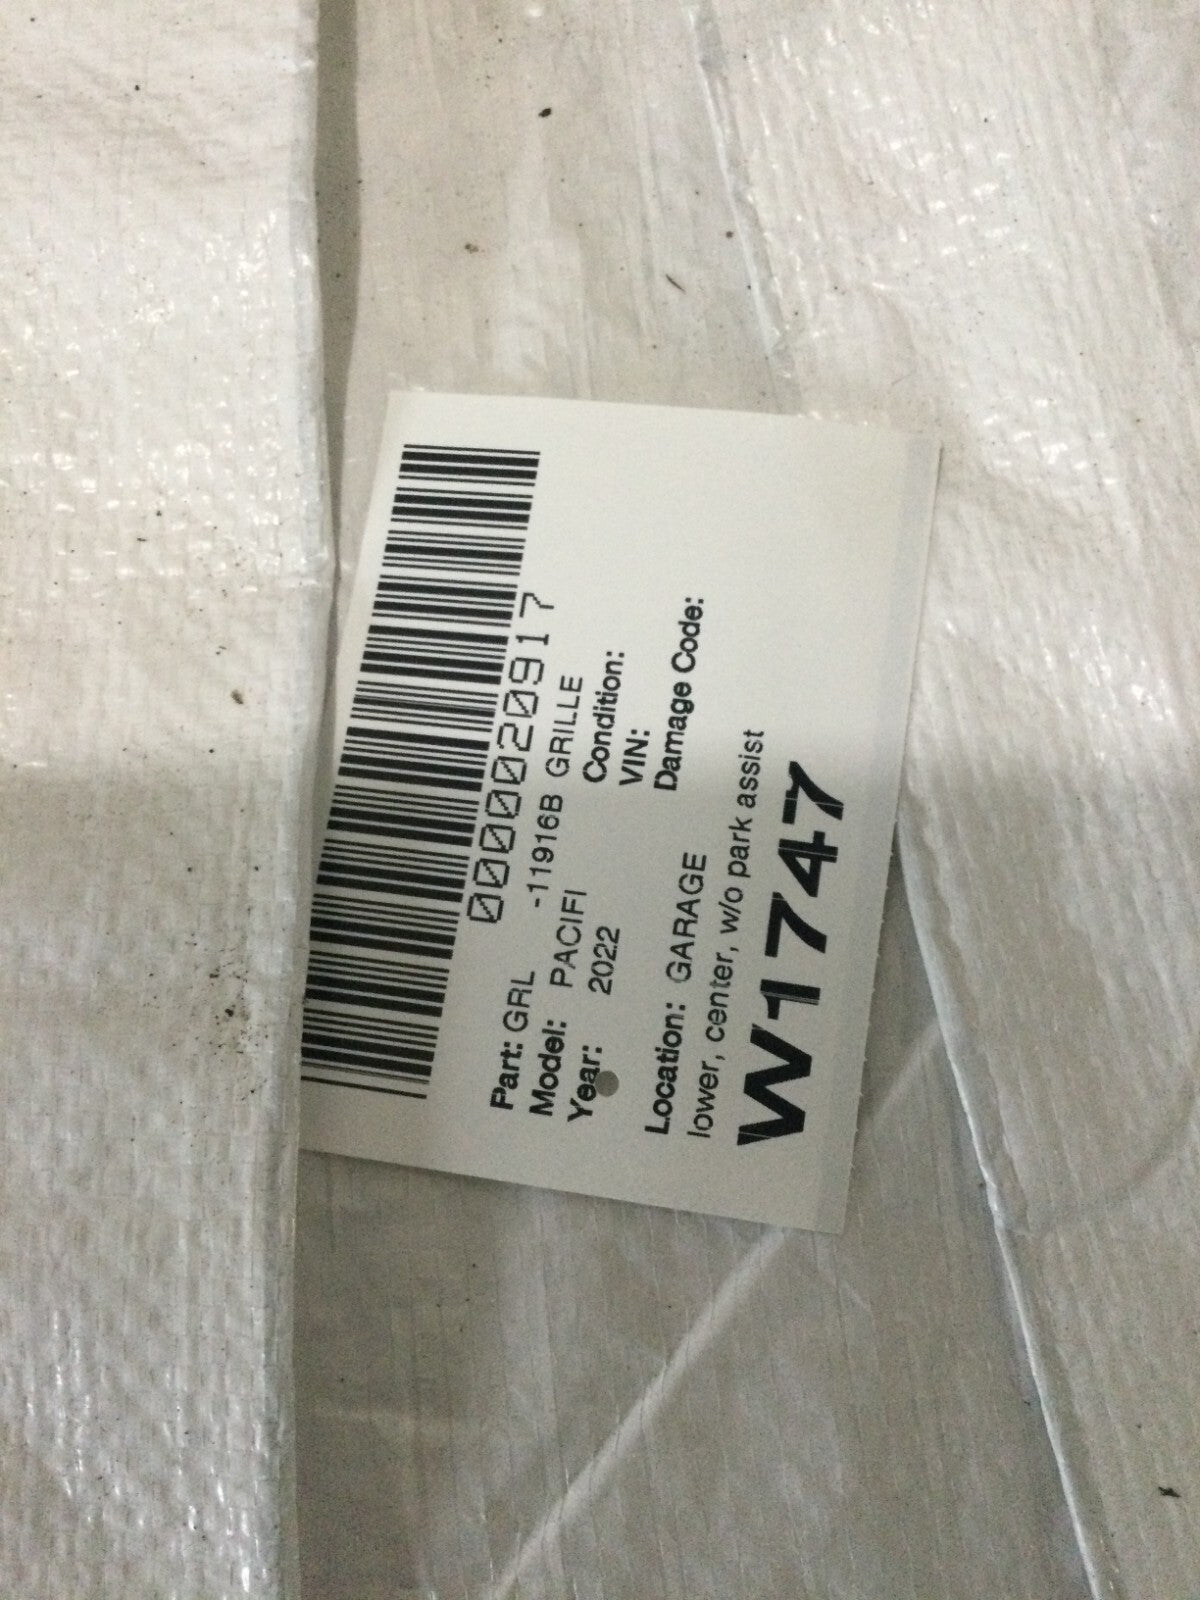 0000020917
Part: GRL -11916B GRILLE
Model: PACIFI Condition:
Year: 2022 VIN:
Damage Code:
Location: GARAGE
lower, center, w/o park assist
W1747